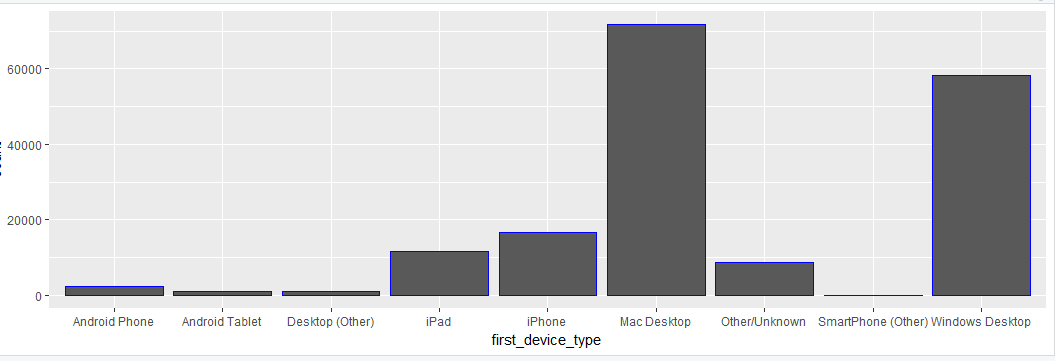 60000
40000
20000
0
Android Phone Android Tablet Desktop (Other) iPad iPhone Mac Desktop Other/Unknown SmartPhone (Other) Windows Desktop
first_device_type